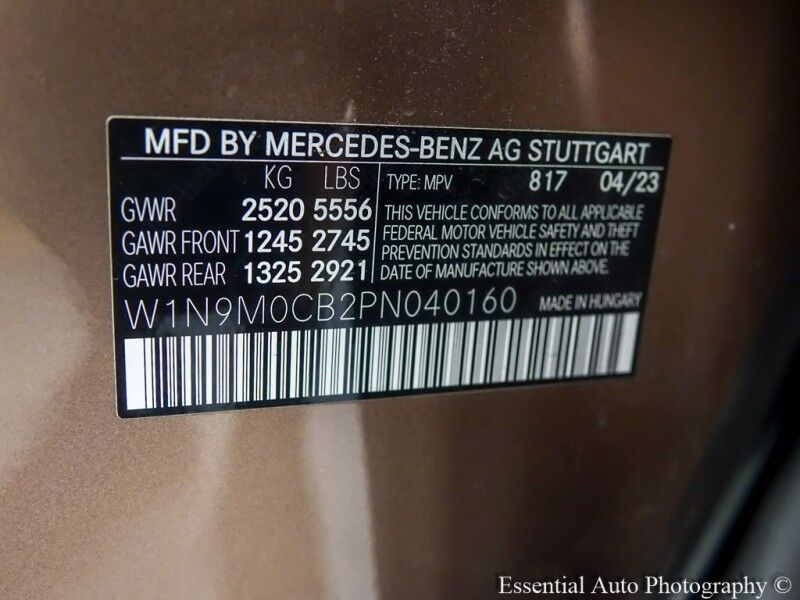 MFD BY MERCEDES-BENZ AG STUTTGART
KG LBS
GVWR 2520 5556
GAWR FRONT 1245 2745
GAWR REAR 1325 2921
TYPE: MPV 817 04/23
THIS VEHICLE CONFORMS TO ALL APPLICABLE
FEDERAL MOTOR VEHICLE SAFETY AND THEFT
PREVENTION STANDARDS IN EFFECT ON THE
DATE OF MANUFACTURE SHOWN ABOVE.
W1N9M0CB2PN040160 MADE IN HUNGARY
Essential Auto Photography ©